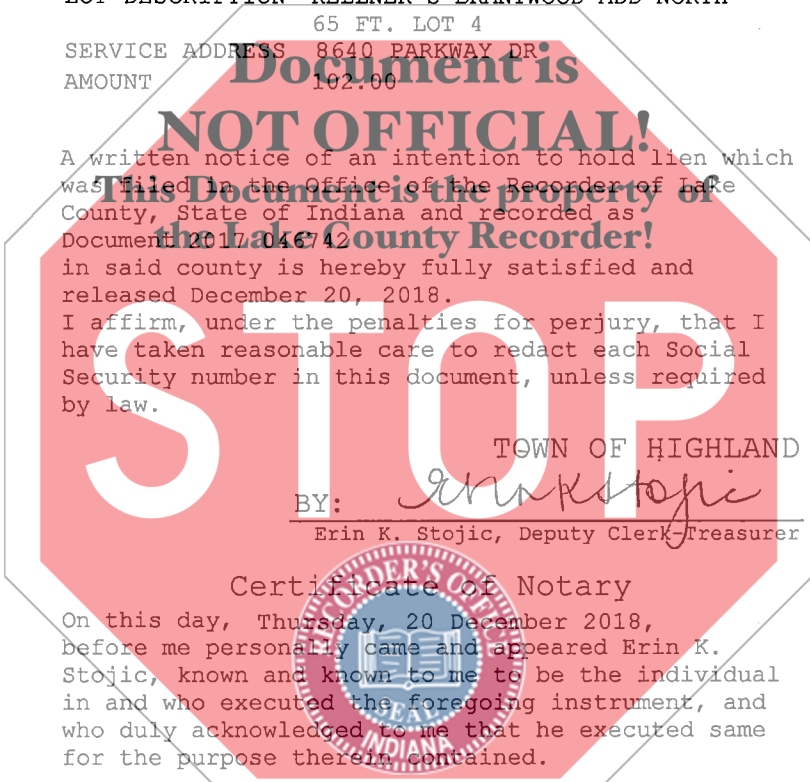 LOT DESCRIPTION BRANTWOOD ADD NORTH
65 FT. LOT 4
SERVICE ADDRESS 8640 PARKWAY DR
AMOUNT 102.00
Document is
NOT OFFICIAL!
This Document is the property of
the Lake County Recorder!
A written notice of an intention to hold lien which
was filed in the Office of the Recorder of Lake
County, State of Indiana and recorded as
Document 2017 046742
in said county is hereby fully satisfied and
released December 20, 2018.
I affirm, under the penalties for perjury, that I
have taken reasonable care to redact each Social
Security number in this document, unless required
by law.
STOP
TOWN OF HIGHLAND
BY: Erin K Stojic
Erin K. Stojic, Deputy Clerk-Treasurer
Certificate of Notary
On this day, Thursday, 20 December 2018,
before me personally came and appeared Erin K.
Stojic, known and known to me to be the individual
in and who executed the foregoing instrument, and
who duly acknowledged to me that he executed same
for the purpose therein contained.
RECORDER'S OFFICE
SEAL
INDIANA